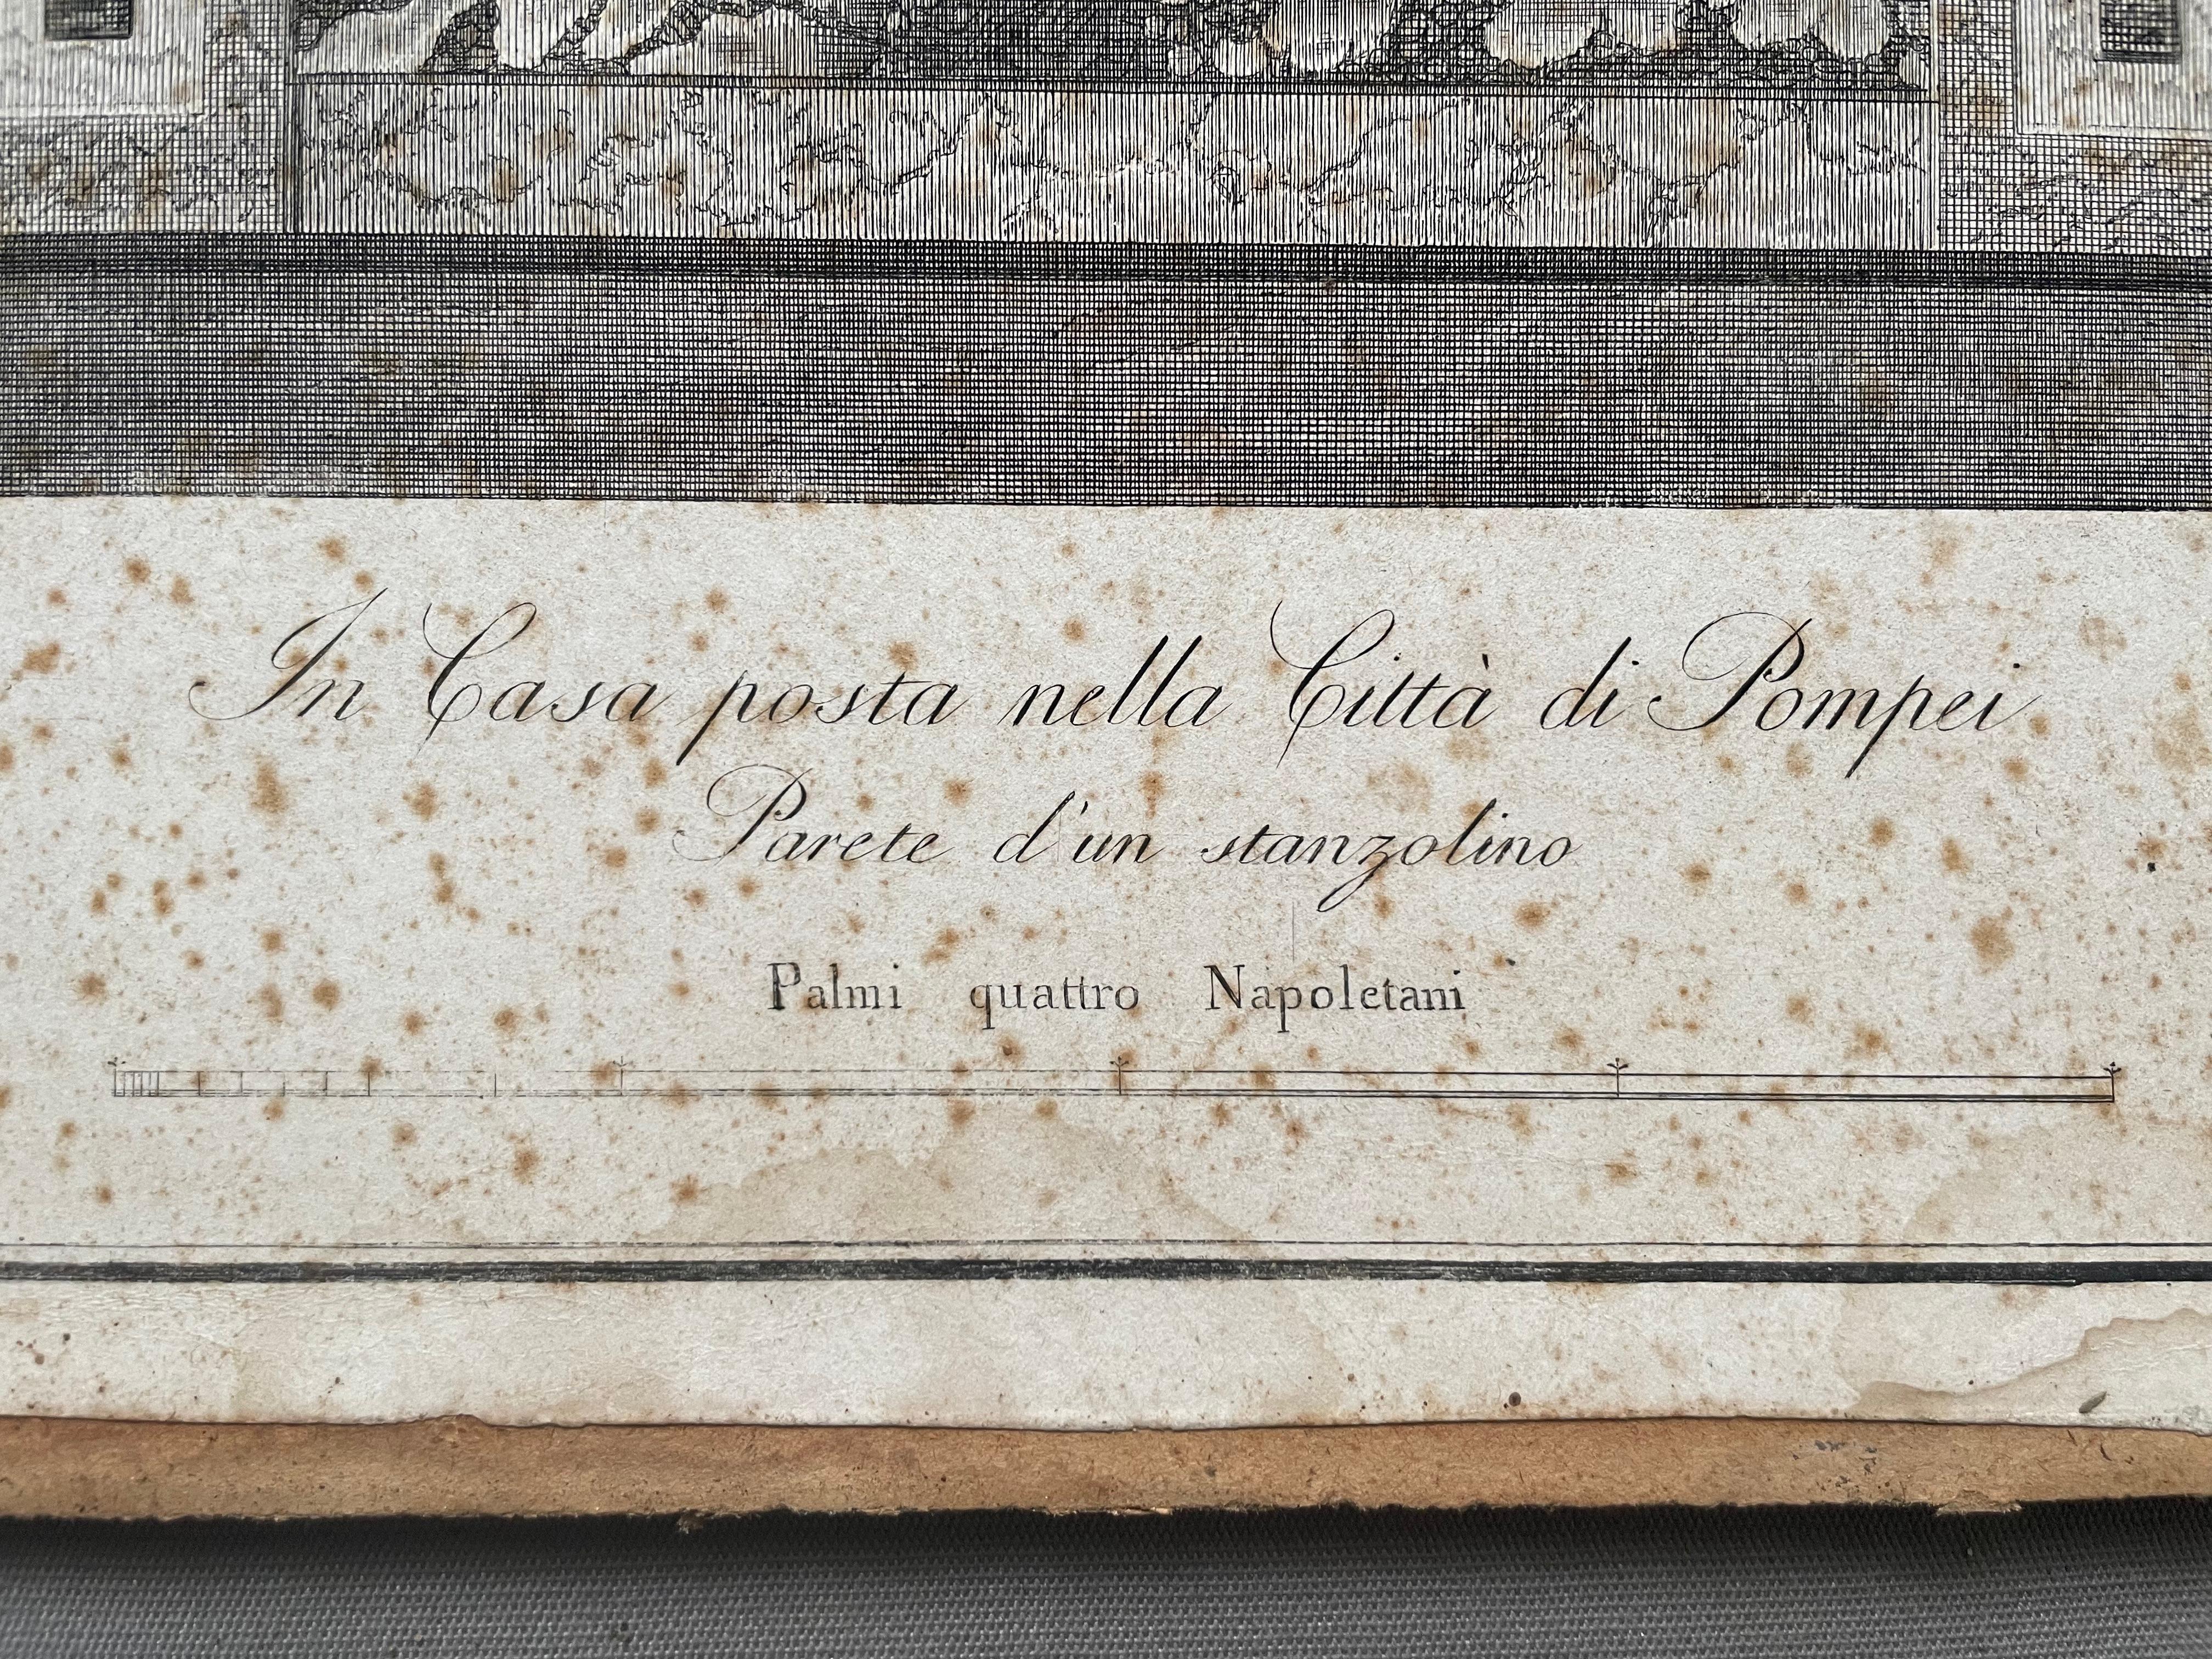 In Casa posta nella Città di Pompei
Parete d'un stanzolino
Palmi quattro Napoletani